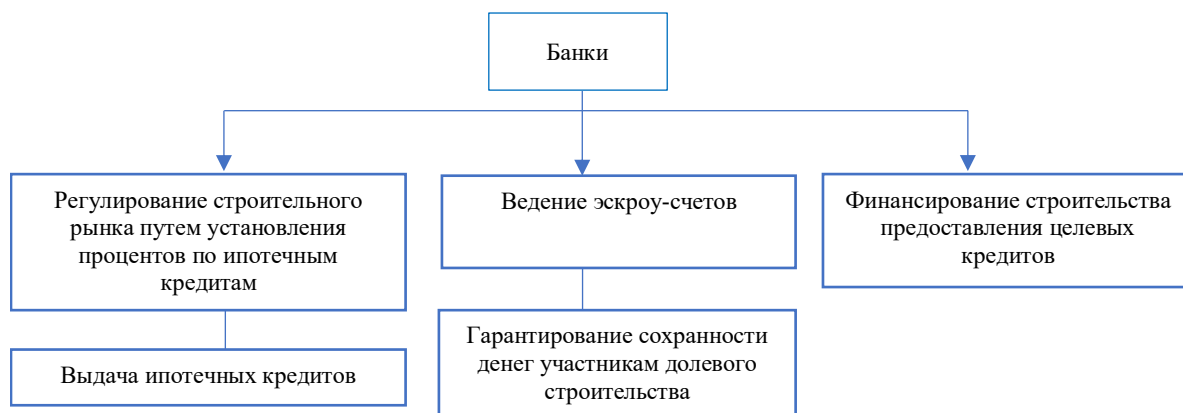 Банки
Регулирование строительного
рынка путем установления
процентов по ипотечным
кредитам
Ведение эскроу-счетов
Финансирование строительства
предоставления целевых
кредитов
Выдача ипотечных кредитов
Гарантирование сохранности
денег участникам долевого
строительства